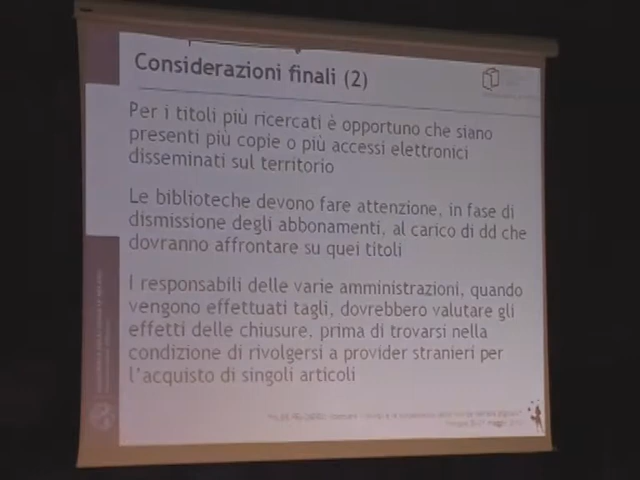 Considerazioni finali (2)
Per i titoli più ricercati è opportuno che siano
presenti più copie o più accessi elettronici
disseminati sul territorio
Le biblioteche devono fare attenzione, in fase di
dismissione degli abbonamenti, al carico di dd che
dovranno affrontare su quei titoli
I responsabili delle varie amministrazioni, quando
vengono effettuati tagli, dovrebbero valutare gli
effetti delle chiusure, prima di trovarsi nella
condizione di rivolgersi a provider stranieri per
l'acquisto di singoli articoli